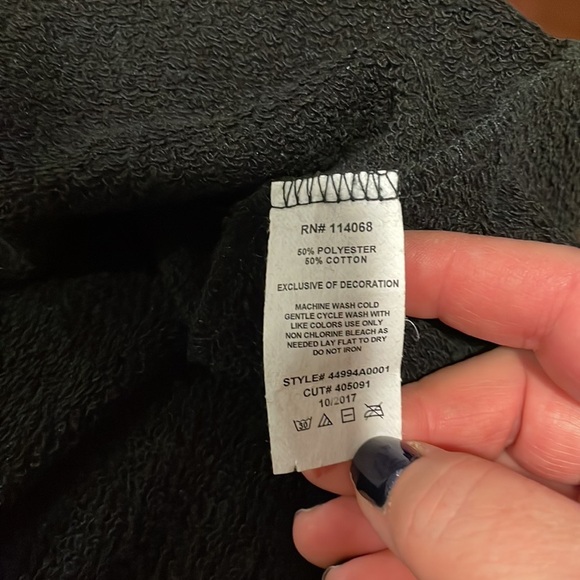 RN# 114068
50% POLYESTER
50% COTTON
EXCLUSIVE OF DECORATION
MACHINE WASH COLD
GENTLE CYCLE WASH WITH
LIKE COLORS USE ONLY
NON CHLORINE BLEACH AS
NEEDED LAY FLAT TO DRY
DO NOT IRON
STYLE# 44994A0001
CUT# 405091
10/2017
30